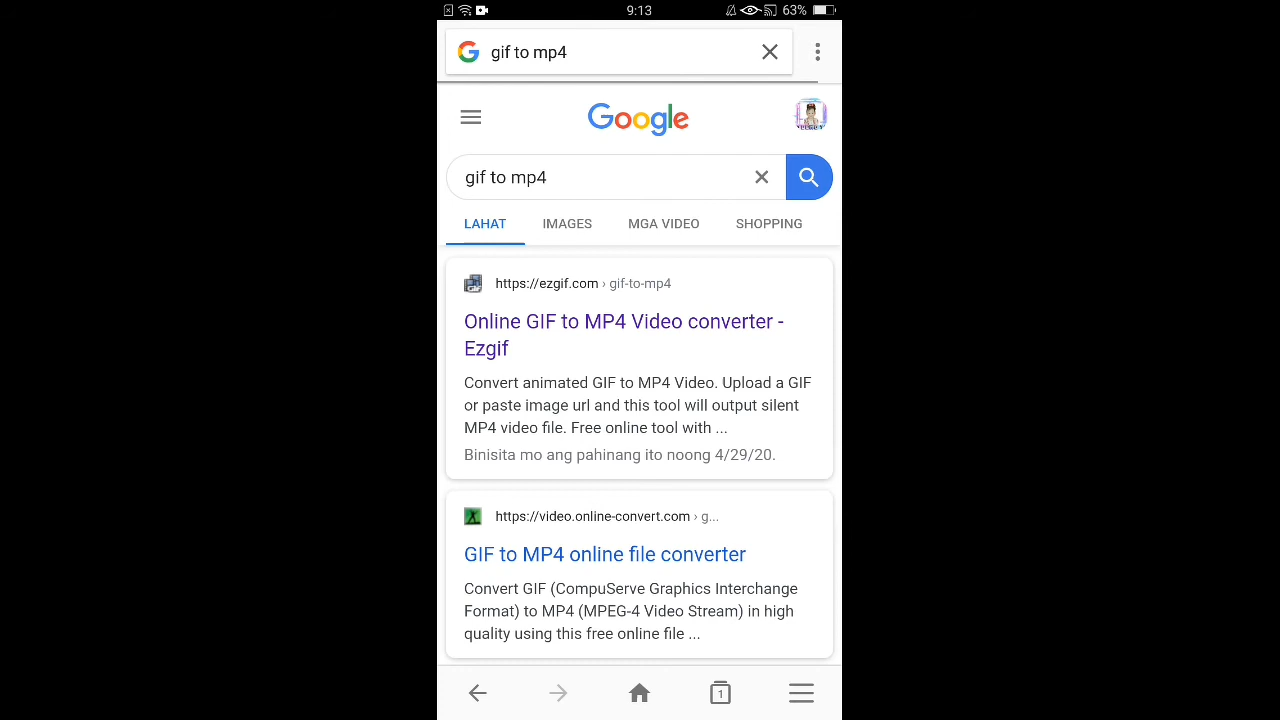 9:13
63%
gif to mp4
Google
gif to mp4
LAHAT
IMAGES
MGA VIDEO
SHOPPING
https://ezgif.com › gif-to-mp4
Online GIF to MP4 Video converter -
Ezgif
Convert animated GIF to MP4 Video. Upload a GIF
or paste image url and this tool will output silent
MP4 video file. Free online tool with ...
Binisita mo ang pahinang ito noong 4/29/20.
https://video.online-convert.com › g...
GIF to MP4 online file converter
Convert GIF (CompuServe Graphics Interchange
Format) to MP4 (MPEG-4 Video Stream) in high
quality using this free online file ...
1